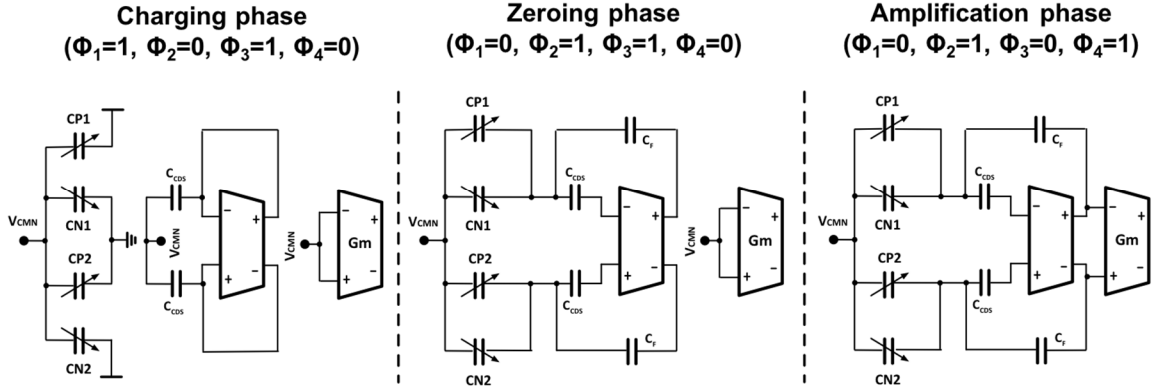 Charging phase
(Φ1=1, Φ2=0, Φ3=1, Φ4=0)
CP1
CN1
VCMN
CP2
CN2
CCDS
VCMN
CCDS
−
+
+
−
VCMN
−
+
+
−
Gm
Zeroing phase
(Φ1=0, Φ2=1, Φ3=1, Φ4=0)
CP1
CN1
VCMN
CP2
CN2
CF
CCDS
CCDS
CF
−
+
+
−
VCMN
−
+
+
−
Gm
Amplification phase
(Φ1=0, Φ2=1, Φ3=0, Φ4=1)
CP1
CN1
VCMN
CP2
CN2
CF
CCDS
CCDS
CF
−
+
+
−
−
+
+
−
Gm